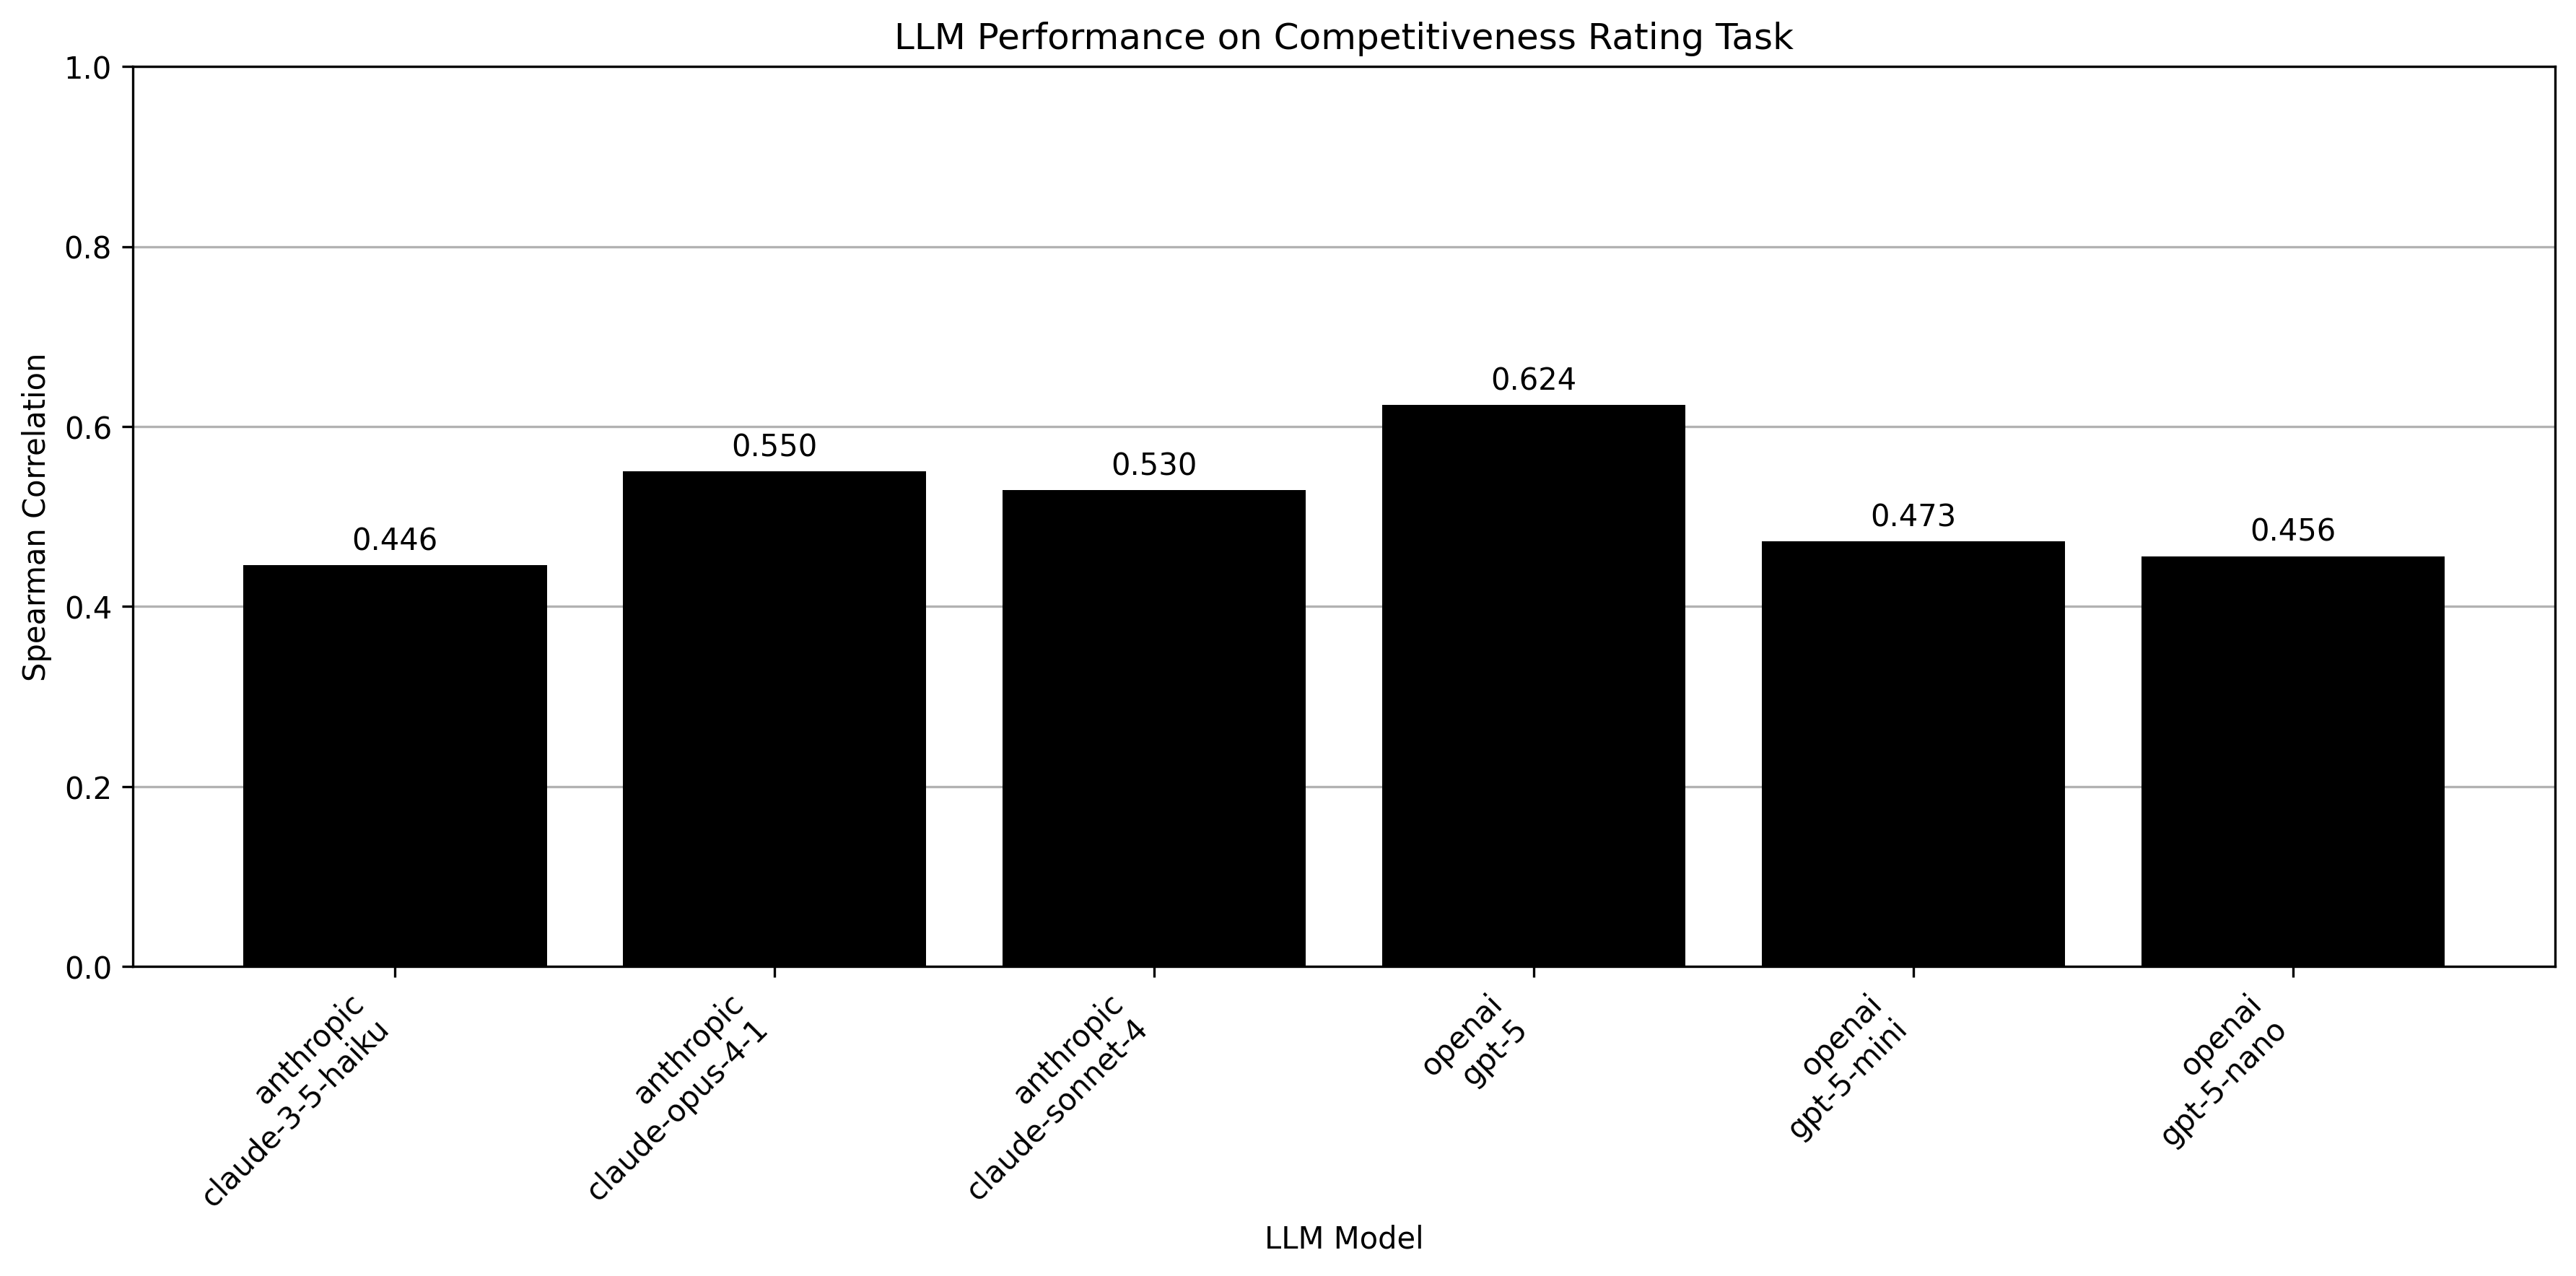 LLM Performance on Competitiveness Rating Task
Spearman Correlation
1.0
0.8
0.6
0.4
0.2
0.0
0.446
0.550
0.530
0.624
0.473
0.456
anthropic
claude-3-5-haiku
anthropic
claude-opus-4-1
anthropic
claude-sonnet-4
openai
gpt-5
openai
gpt-5-mini
openai
gpt-5-nano
LLM Model